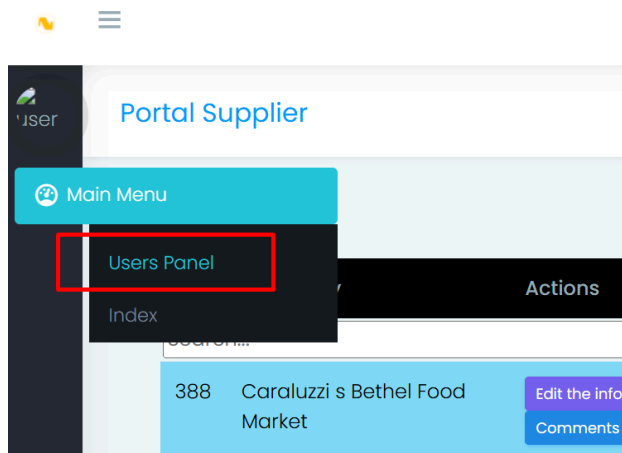 user
Portal Supplier
Main Menu
Users Panel
Index
Actions
388 Caraluzzi s Bethel Food Market
Edit the info
Comments